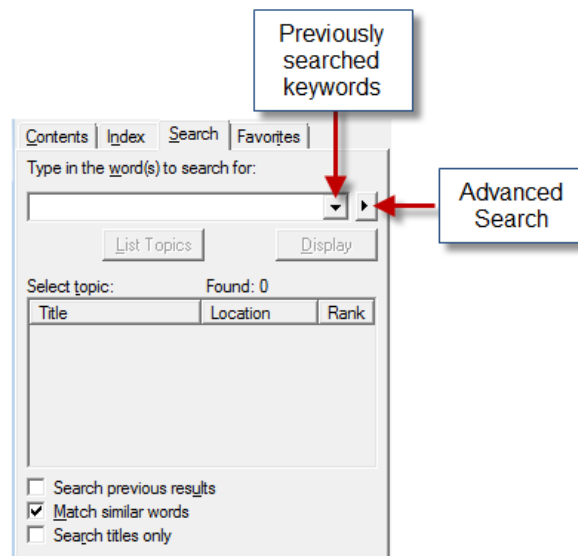 Previously
searched
keywords
Contents Index Search Favorites
Type in the word(s) to search for:
Advanced
Search
List Topics Display
Select topic: Found: 0
Title Location Rank
Search previous results
Match similar words
Search titles only